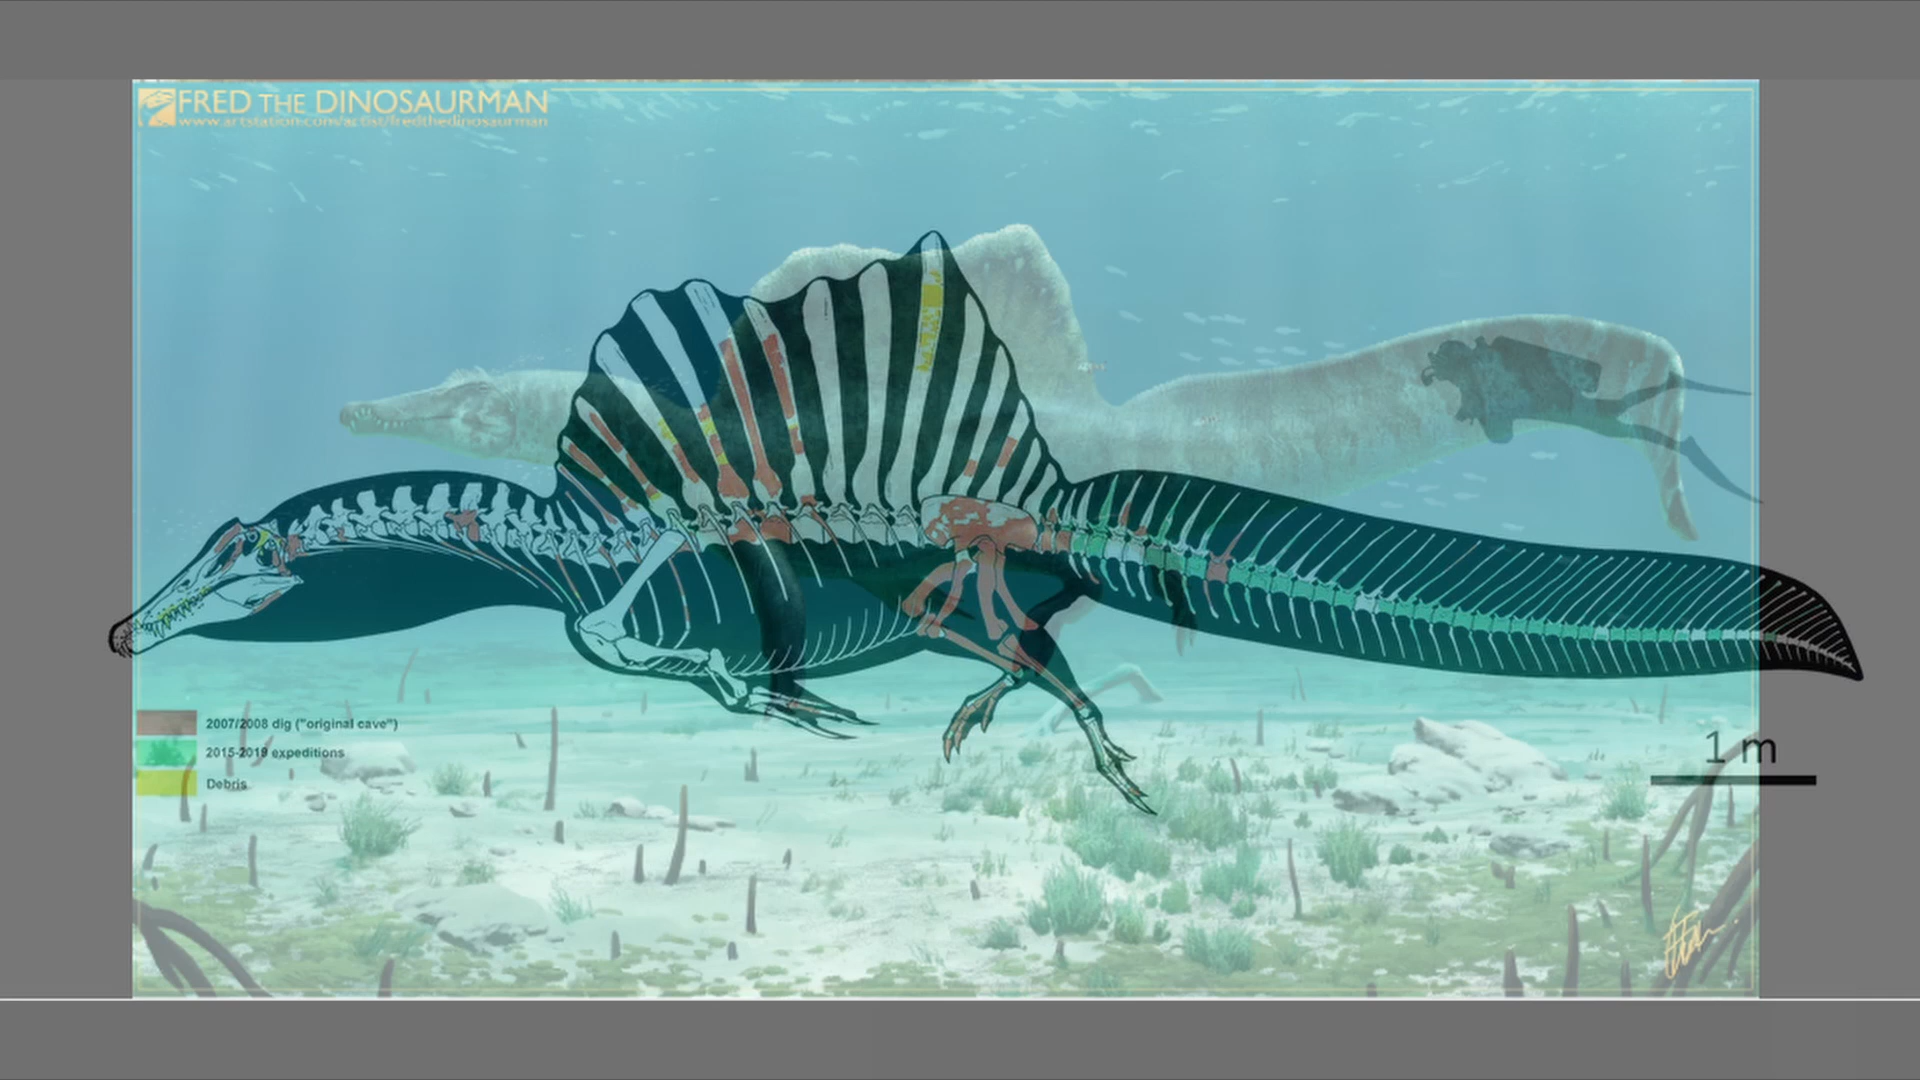 FRED THE DINOSAURMAN
www.artstation.com/artist/fredthedinosaurman
2007/2008 dig ("original cave")
2015-2019 expeditions
Debris
1 m